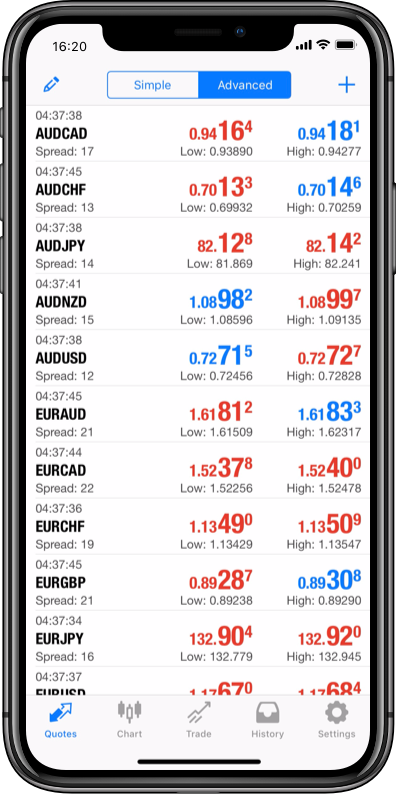 16:20
Simple Advanced
04:37:38
AUDCAD 0.94164 0.94181
Spread: 17 Low: 0.93890 High: 0.94277
04:37:45
AUDCHF 0.70133 0.70146
Spread: 13 Low: 0.69932 High: 0.70259
04:37:38
AUDJPY 82.128 82.142
Spread: 14 Low: 81.869 High: 82.241
04:37:41
AUDNZD 1.08982 1.08997
Spread: 15 Low: 1.08596 High: 1.09135
04:37:38
AUDUSD 0.72715 0.72727
Spread: 12 Low: 0.72456 High: 0.72828
04:37:45
EURAUD 1.61812 1.61833
Spread: 21 Low: 1.61509 High: 1.62317
04:37:44
EURCAD 1.52378 1.52400
Spread: 22 Low: 1.52256 High: 1.52478
04:37:36
EURCHF 1.13490 1.13509
Spread: 19 Low: 1.13429 High: 1.13547
04:37:45
EURGBP 0.89287 0.89308
Spread: 21 Low: 0.89238 High: 0.89290
04:37:34
EURJPY 132.904 132.920
Spread: 16 Low: 132.779 High: 132.945
04:37:37
EURUSD 1.17670 1.17684
Quotes Chart Trade History Settings